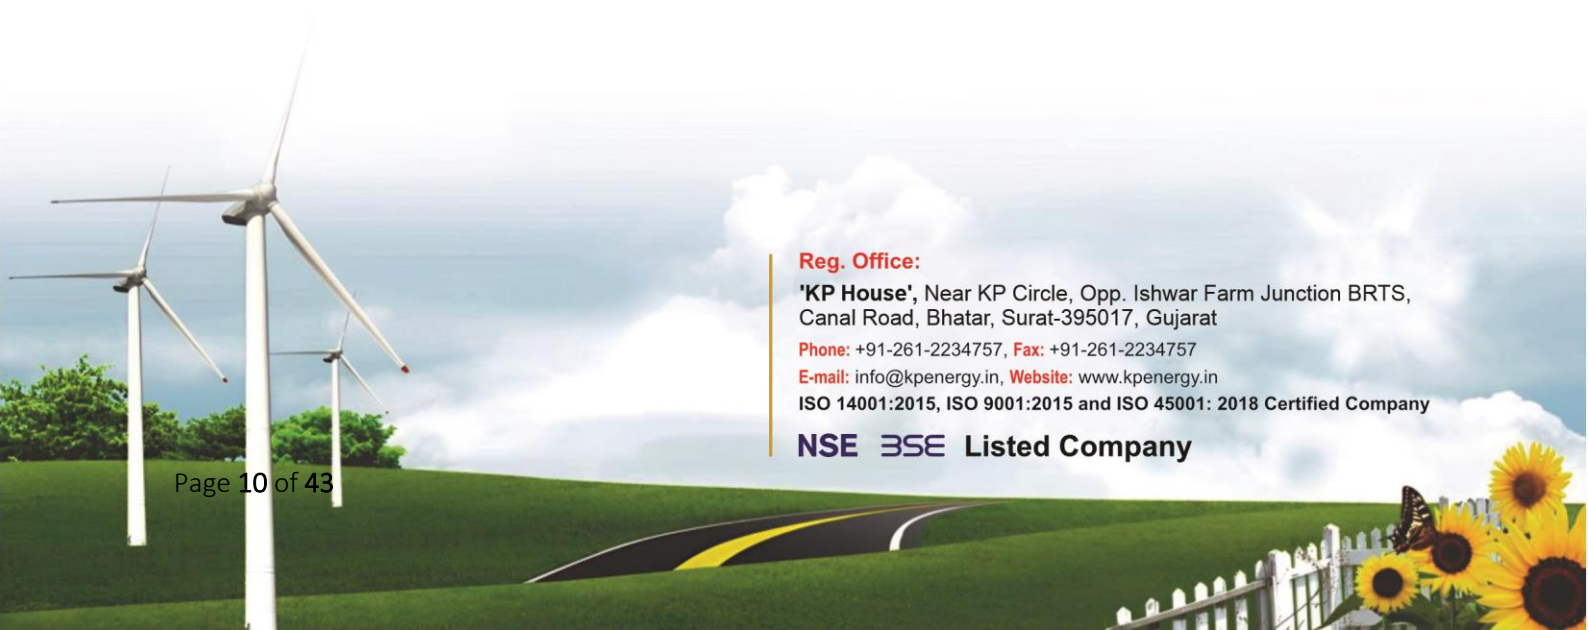 Reg. Office:
'KP House', Near KP Circle, Opp. Ishwar Farm Junction BRTS,
Canal Road, Bhatar, Surat-395017, Gujarat
Phone: +91-261-2234757, Fax: +91-261-2234757
E-mail: info@kpenergy.in, Website: www.kpenergy.in
ISO 14001:2015, ISO 9001:2015 and ISO 45001: 2018 Certified Company
NSE BSE Listed Company
Page 10 of 43